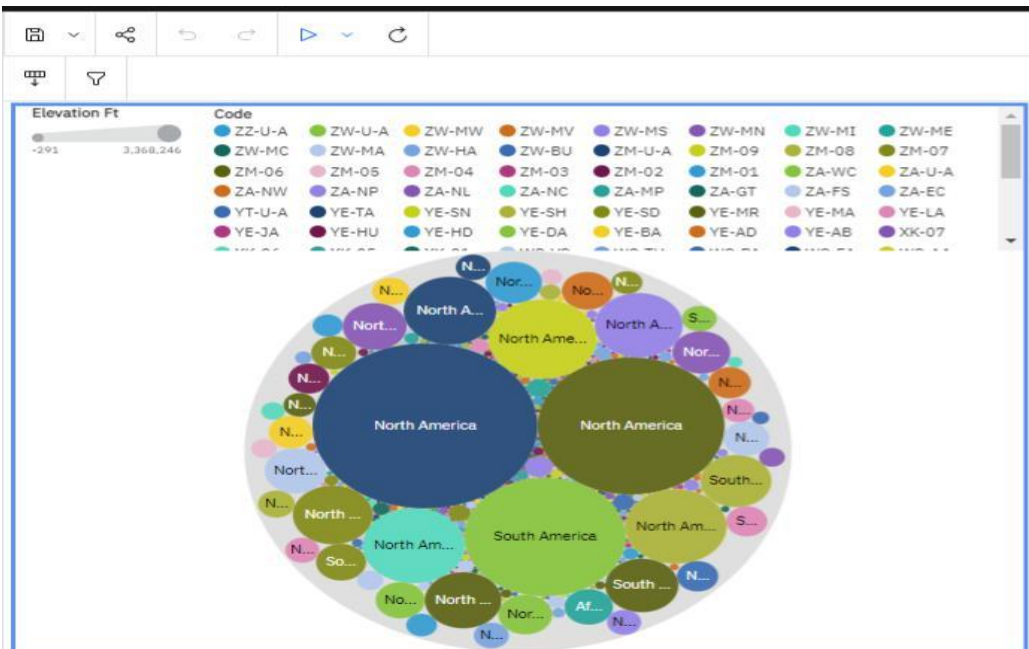 Elevation Ft
Code
-291 3,368,246
ZZ-U-A ZW-U-A ZW-MW ZW-MV ZW-MS ZW-MN ZW-MI ZW-ME
ZW-MC ZW-MA ZW-HA ZW-BU ZM-U-A ZM-09 ZM-08 ZM-07
ZM-06 ZM-05 ZM-04 ZM-03 ZM-02 ZM-01 ZA-WC ZA-U-A
ZA-NW ZA-NP ZA-NL ZA-NC ZA-MP ZA-GT ZA-FS ZA-EC
YT-U-A YE-TA YE-SN YE-SH YE-SD YE-MR YE-MA YE-LA
YE-JA YE-HU YE-HD YE-DA YE-BA YE-AD YE-AB XK-07
N...
Nor...
N...
No...
N...
North A...
Nort...
North Ame...
North A...
S...
N...
Nor...
N...
N...
N...
N...
North America
North America
N...
N...
Nort...
South...
N...
North ...
North Am...
S...
North Am...
South America
N...
So...
South ...
N...
No...
North ...
Nor...
Af...
N...
N...